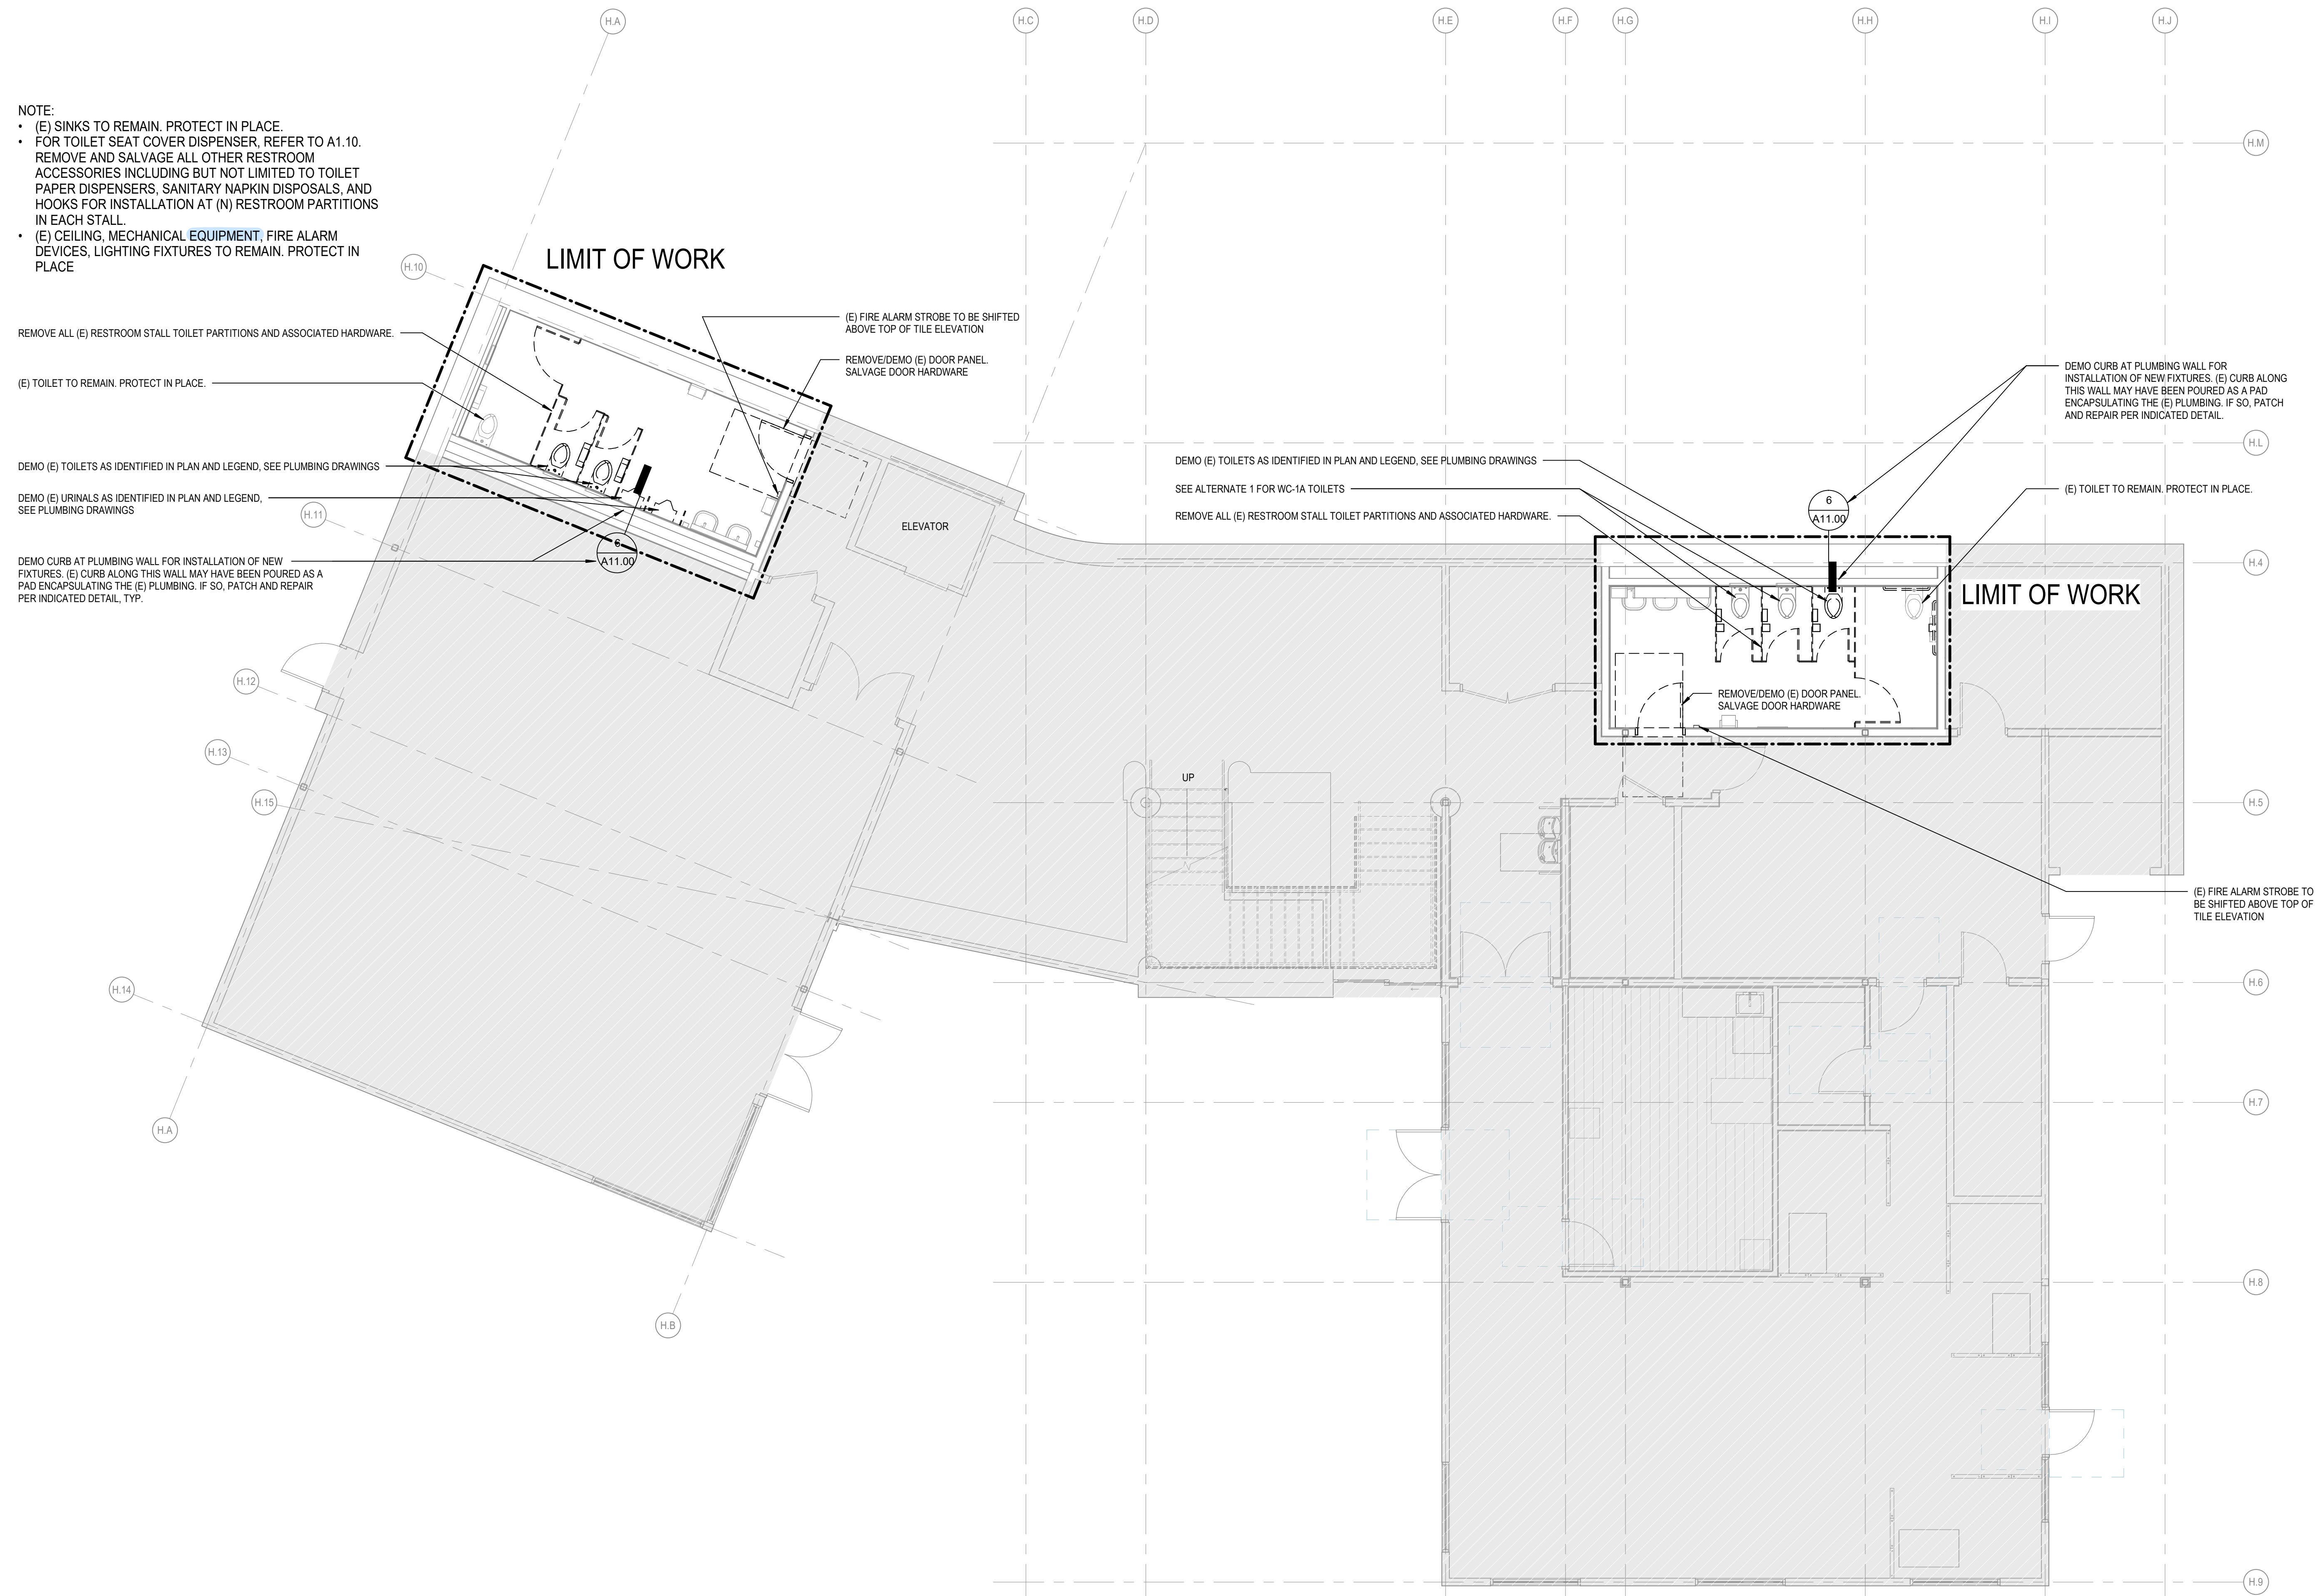 H.A
H.C
H.D
H.E
H.F
H.G
H.H
H.I
H.J
NOTE:
• (E) SINKS TO REMAIN. PROTECT IN PLACE.
• FOR TOILET SEAT COVER DISPENSER, REFER TO A1.10.
REMOVE AND SALVAGE ALL OTHER RESTROOM
ACCESSORIES INCLUDING BUT NOT LIMITED TO TOILET
PAPER DISPENSERS, SANITARY NAPKIN DISPOSALS, AND
HOOKS FOR INSTALLATION AT (N) RESTROOM PARTITIONS
IN EACH STALL.
• (E) CEILING, MECHANICAL EQUIPMENT, FIRE ALARM
DEVICES, LIGHTING FIXTURES TO REMAIN. PROTECT IN
PLACE
H.M
LIMIT OF WORK
H.10
(E) FIRE ALARM STROBE TO BE SHIFTED
ABOVE TOP OF TILE ELEVATION
REMOVE ALL (E) RESTROOM STALL TOILET PARTITIONS AND ASSOCIATED HARDWARE.
REMOVE/DEMO (E) DOOR PANEL.
SALVAGE DOOR HARDWARE
(E) TOILET TO REMAIN. PROTECT IN PLACE.
DEMO (E) TOILETS AS IDENTIFIED IN PLAN AND LEGEND, SEE PLUMBING DRAWINGS
DEMO (E) URINALS AS IDENTIFIED IN PLAN AND LEGEND,
SEE PLUMBING DRAWINGS
H.11
DEMO CURB AT PLUMBING WALL FOR INSTALLATION OF NEW
FIXTURES. (E) CURB ALONG THIS WALL MAY HAVE BEEN POURED AS A
PAD ENCAPSULATING THE (E) PLUMBING. IF SO, PATCH AND REPAIR
PER INDICATED DETAIL, TYP.
6
A11.00
ELEVATOR
DEMO CURB AT PLUMBING WALL FOR
INSTALLATION OF NEW FIXTURES. (E) CURB ALONG
THIS WALL MAY HAVE BEEN POURED AS A PAD
ENCAPSULATING THE (E) PLUMBING. IF SO, PATCH
AND REPAIR PER INDICATED DETAIL.
H.L
DEMO (E) TOILETS AS IDENTIFIED IN PLAN AND LEGEND, SEE PLUMBING DRAWINGS
SEE ALTERNATE 1 FOR WC-1A TOILETS
REMOVE ALL (E) RESTROOM STALL TOILET PARTITIONS AND ASSOCIATED HARDWARE.
6
A11.00
(E) TOILET TO REMAIN. PROTECT IN PLACE.
H.4
LIMIT OF WORK
REMOVE/DEMO (E) DOOR PANEL.
SALVAGE DOOR HARDWARE
H.12
H.13
H.15
UP
H.5
(E) FIRE ALARM STROBE TO
BE SHIFTED ABOVE TOP OF
TILE ELEVATION
H.14
H.6
H.7
H.A
H.8
H.B
H.9